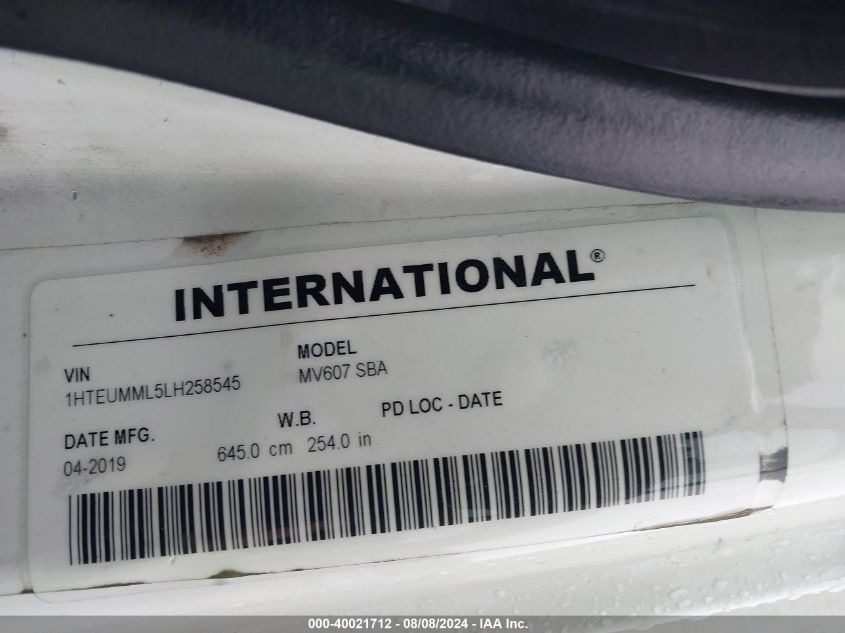 INTERNATIONAL®
VIN
1HTEUMML5LH258545
MODEL
MV607 SBA
DATE MFG.
04-2019
W.B.
645.0 cm 254.0 in
PD LOC - DATE
000-40021712 - 08/08/2024 - IAA Inc.